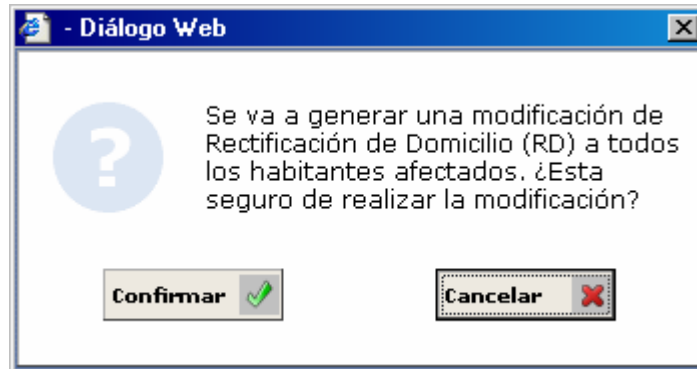 - Diálogo Web
Se va a generar una modificación de
Rectificación de Domicilio (RD) a todos
los habitantes afectados. ¿Esta
seguro de realizar la modificación?
Confirmar
Cancelar